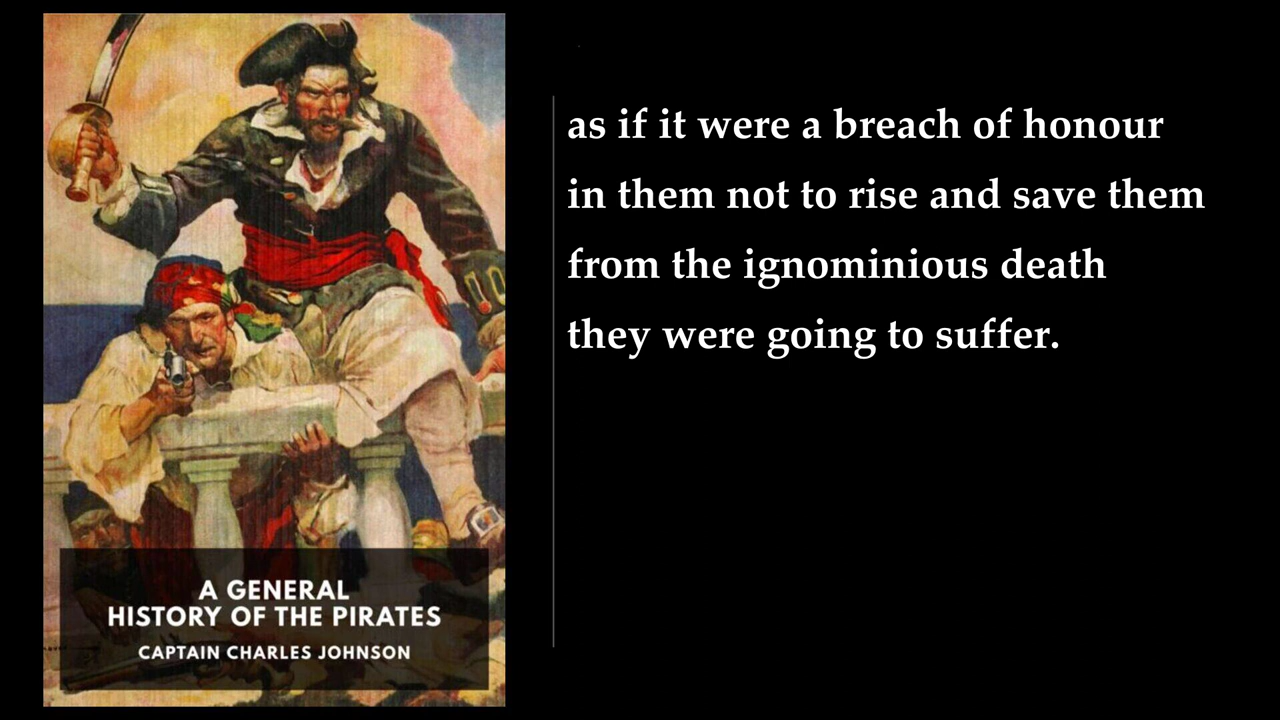 as if it were a breach of honour
in them not to rise and save them
from the ignominious death
they were going to suffer.
A GENERAL
HISTORY OF THE PIRATES
CAPTAIN CHARLES JOHNSON